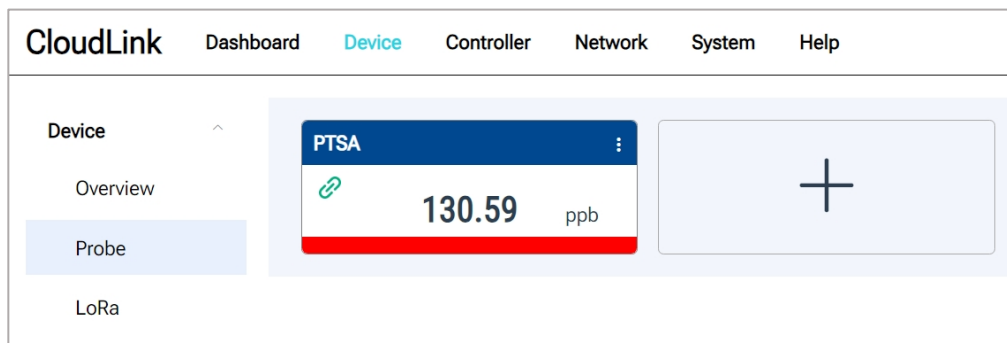 CloudLink Dashboard Device Controller Network System Help
Device
Overview
Probe
LoRa
PTSA
130.59 ppb